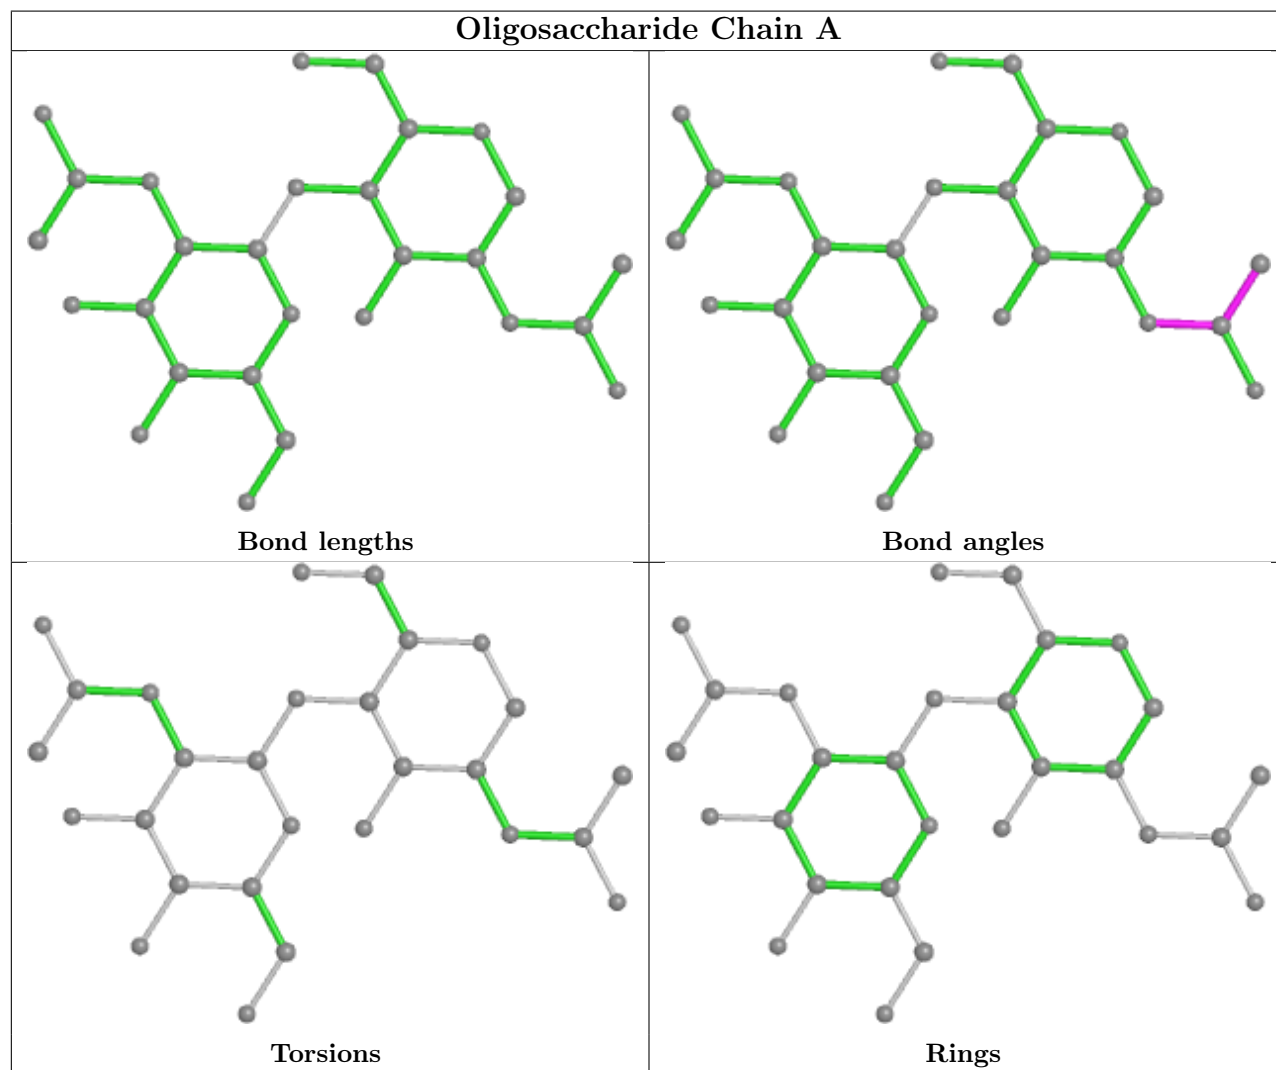 Oligosaccharide Chain A
Bond lengths
Bond angles
Torsions
Rings